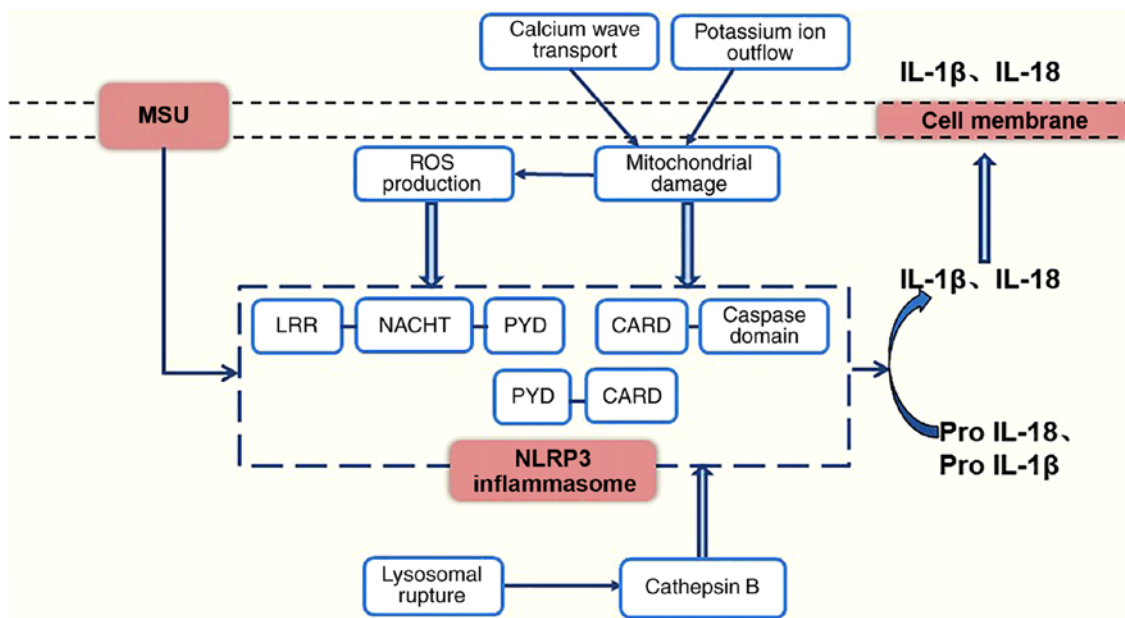 Calcium wave
transport
Potassium ion
outflow
IL-1β、IL-18
MSU
Cell membrane
ROS
production
Mitochondrial
damage
IL-1β、IL-18
LRR
NACHT
PYD
CARD
Caspase
domain
PYD
CARD
Pro IL-18、
Pro IL-1β
NLRP3
inflammasome
Lysosomal
rupture
Cathepsin B